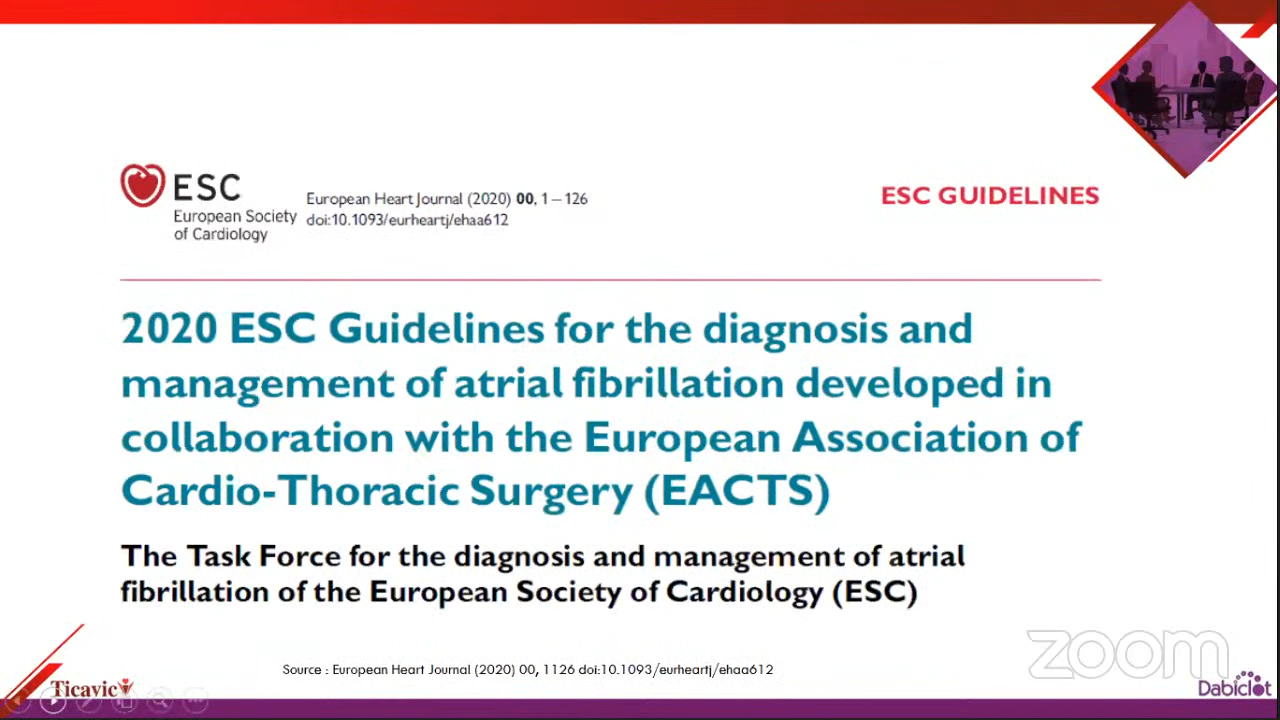 ESC
European Society
of Cardiology
European Heart Journal (2020) 00, 1–126
doi:10.1093/eurheartj/ehaa612
ESC GUIDELINES
2020 ESC Guidelines for the diagnosis and
management of atrial fibrillation developed in
collaboration with the European Association of
Cardio-Thoracic Surgery (EACTS)
The Task Force for the diagnosis and management of atrial
fibrillation of the European Society of Cardiology (ESC)
zoom
Source : European Heart Journal (2020) 00, 1126 doi:10.1093/eurheartj/ehaa612
Ticavic
Dabiclot